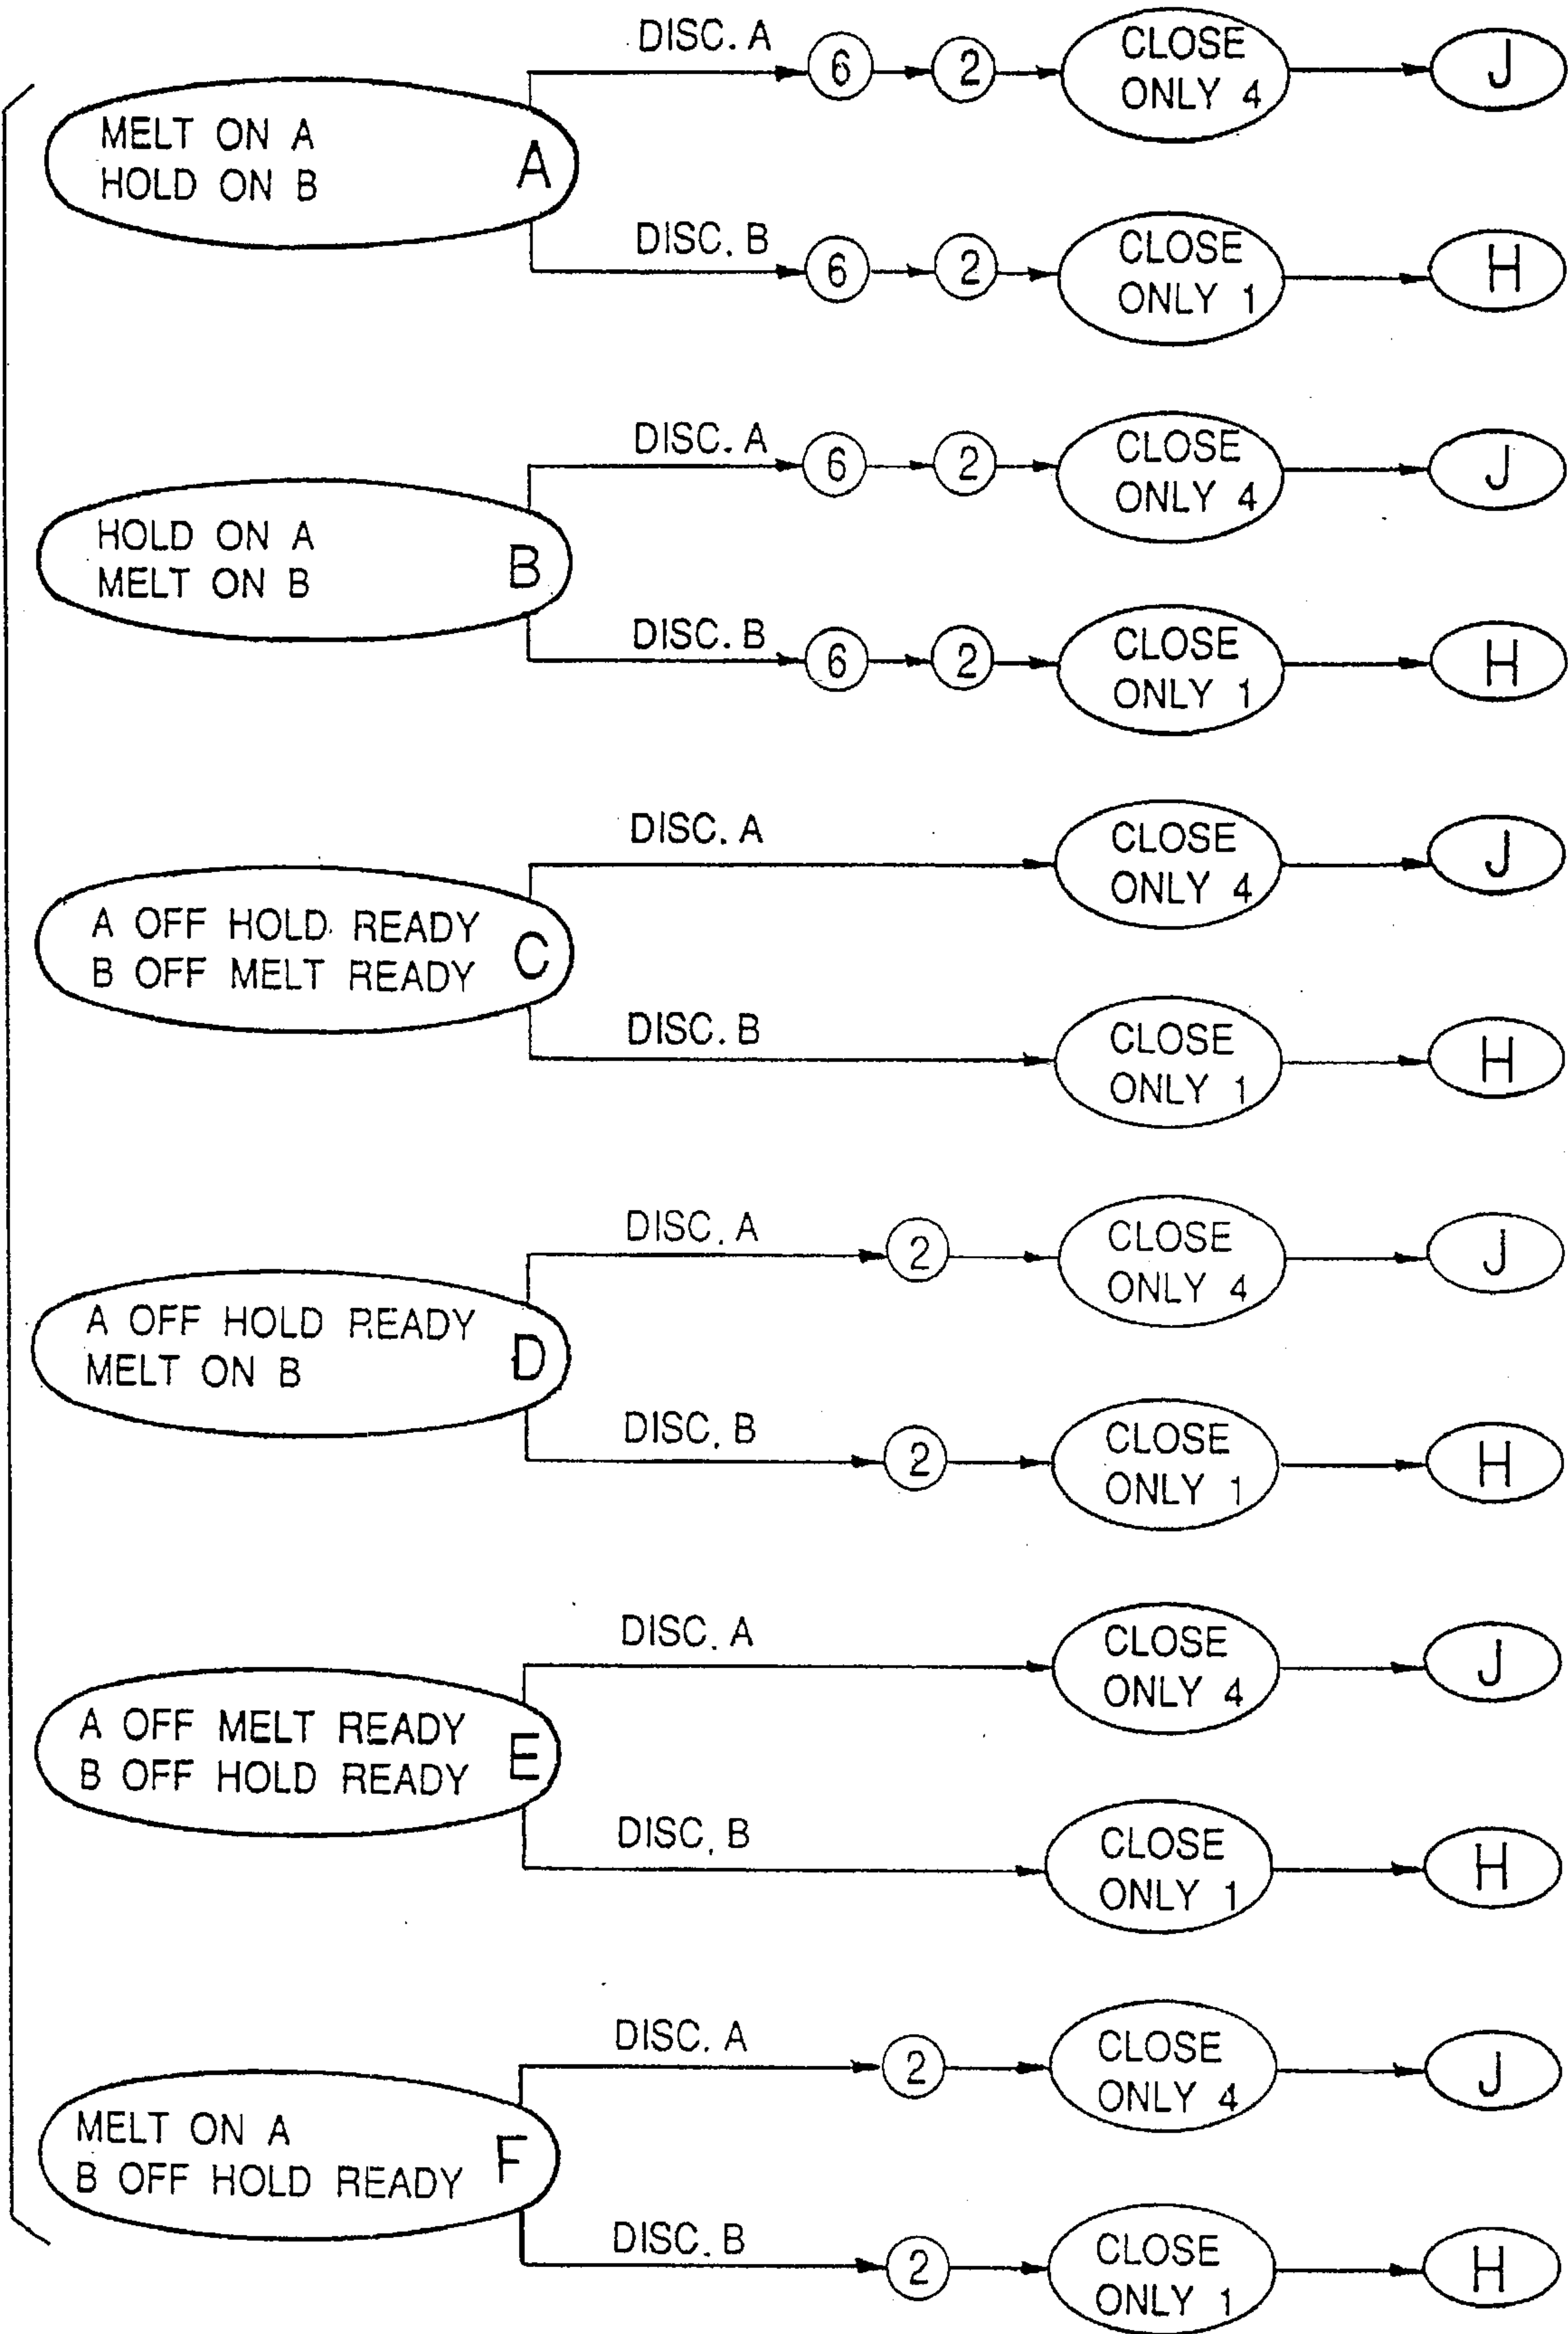 DISC. A
6
2
CLOSE
ONLY 4
J
MELT ON A
HOLD ON B
A
DISC. B
6
2
CLOSE
ONLY 1
H
DISC. A
6
2
CLOSE
ONLY 4
J
HOLD ON A
MELT ON B
B
DISC. B
6
2
CLOSE
ONLY 1
H
DISC. A
CLOSE
ONLY 4
J
A OFF HOLD READY
B OFF MELT READY
C
DISC. B
CLOSE
ONLY 1
H
DISC. A
2
CLOSE
ONLY 4
J
A OFF HOLD READY
MELT ON B
D
DISC. B
2
CLOSE
ONLY 1
H
DISC. A
CLOSE
ONLY 4
J
A OFF MELT READY
B OFF HOLD READY
E
DISC. B
CLOSE
ONLY 1
H
DISC. A
2
CLOSE
ONLY 4
J
MELT ON A
B OFF HOLD READY
F
DISC. B
2
CLOSE
ONLY 1
H